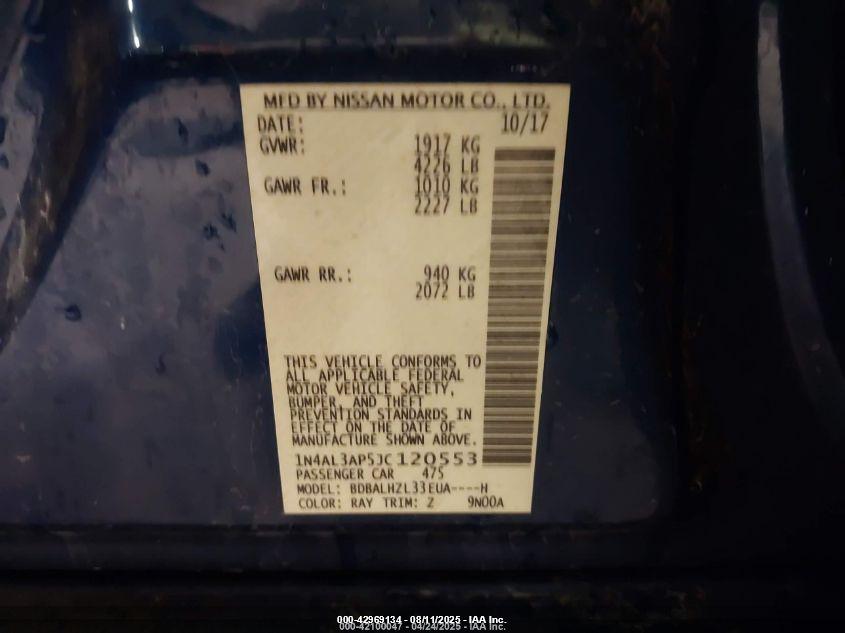 MFD BY NISSAN MOTOR CO., LTD.
DATE: 10/17
GVWR: 1917 KG
4226 LB
GAWR FR.: 1010 KG
2227 LB
GAWR RR.: 940 KG
2072 LB
THIS VEHICLE CONFORMS TO
ALL APPLICABLE FEDERAL
MOTOR VEHICLE SAFETY,
BUMPER, AND THEFT
PREVENTION STANDARDS IN
EFFECT ON THE DATE OF
MANUFACTURE SHOWN ABOVE.
1N4AL3AP5JC120553
PASSENGER CAR 475
MODEL: BDBALHZL33EUA----H
COLOR: RAY TRIM: Z 9N00A
000-42969134 - 08/11/2025 - IAA Inc.
000-42100047 - 04/24/2025 - IAA Inc.